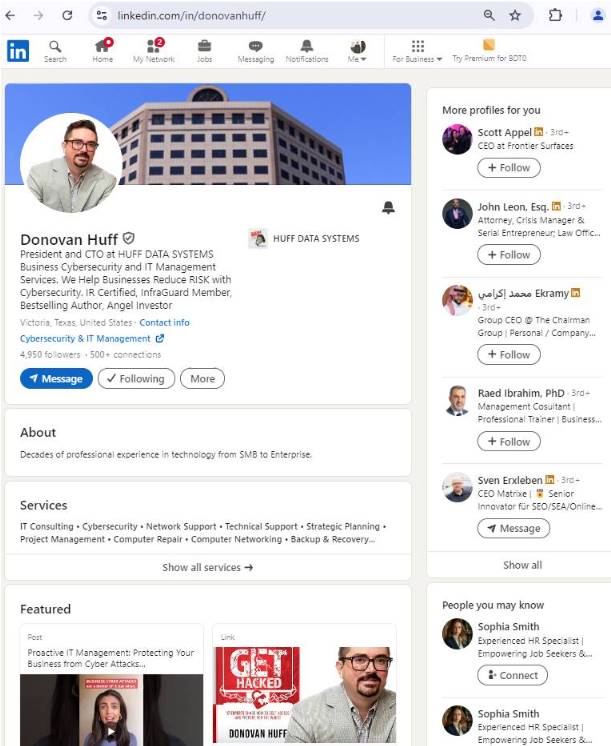 linkedin.com/in/donovanhuff/
in
Search
Home
2
My Network
Jobs
Messaging
Notifications
Me
For Business
Try Premium for BDT0
Donovan Huff
HUFF DATA SYSTEMS
President and CTO at HUFF DATA SYSTEMS
Business Cybersecurity and IT Management
Services. We Help Businesses Reduce RISK with
Cybersecurity. IR Certified, InfraGuard Member,
Bestselling Author, Angel Investor
Victoria, Texas, United States · Contact info
Cybersecurity & IT Management
4,950 followers · 500+ connections
Message
Following
More
About
Decades of professional experience in technology from SMB to Enterprise.
Services
IT Consulting • Cybersecurity • Network Support • Technical Support • Strategic Planning •
Project Management • Computer Repair • Computer Networking • Backup & Recovery...
Show all services →
Featured
Post
Proactive IT Management: Protecting Your
Business from Cyber Attacks...
Link
GET
HACKED
DONOVAN HUFF
More profiles for you
Scott Appel in · 3rd+
CEO at Frontier Surfaces
+ Follow
John Leon, Esq. in · 3rd+
Attorney, Crisis Manager &
Serial Entrepreneur; Law Offic...
+ Follow
محمد إكرامي Ekramy in
· 3rd+
Group CEO @ The Chairman
Group | Personal / Company...
+ Follow
Raed Ibrahim, PhD · 3rd+
Management Cosultant |
Professional Trainer | Business...
+ Follow
Sven Erxleben in · 3rd+
CEO Matrixe | Senior
Innovator für SEO/SEA/Online...
Message
Show all
People you may know
Sophia Smith
Experienced HR Specialist |
Empowering Job Seekers &...
Connect
Sophia Smith
Experienced HR Specialist |
Empowering Job Seekers &...